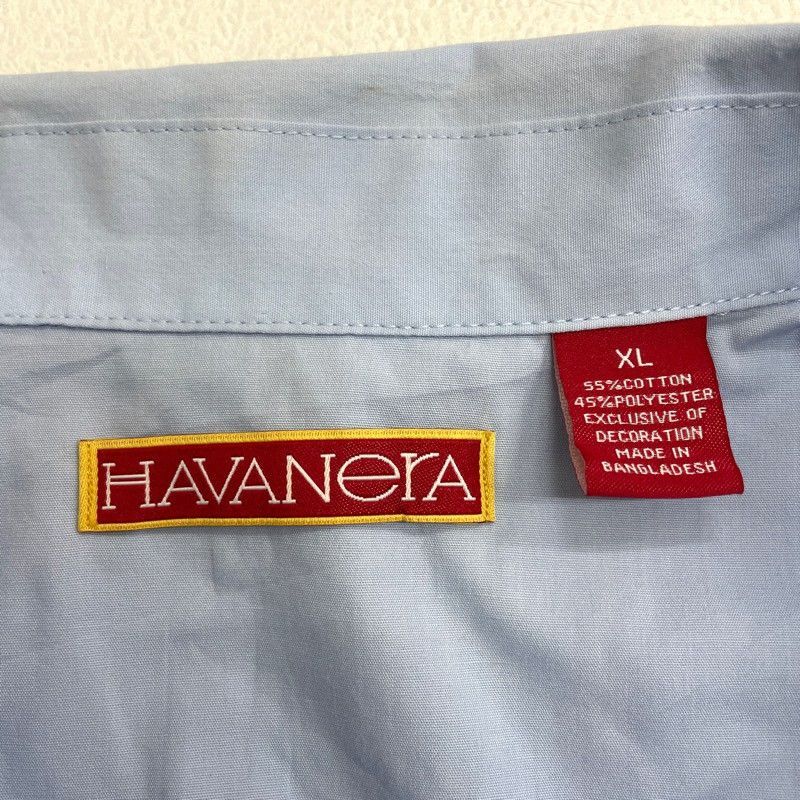 HAVANerA
XL
55%COTTON
45%POLYESTER
EXCLUSIVE OF
DECORATION
MADE IN
BANGLADESH